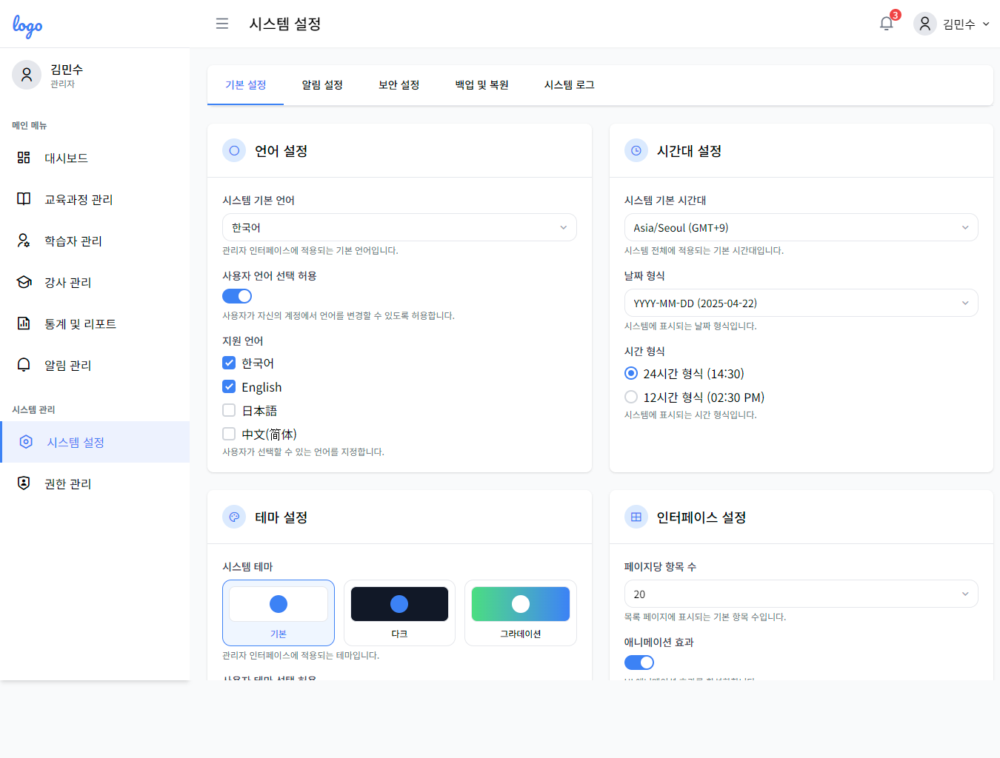 logo
시스템 설정
3
김민수
김민수
관리자
메인 메뉴
대시보드
교육과정 관리
학습자 관리
강사 관리
통계 및 리포트
알림 관리
시스템 관리
시스템 설정
권한 관리
기본 설정
알림 설정
보안 설정
백업 및 복원
시스템 로그
언어 설정
시스템 기본 언어
한국어
관리자 인터페이스에 적용되는 기본 언어입니다.
사용자 언어 선택 허용
사용자가 자신의 계정에서 언어를 변경할 수 있도록 허용합니다.
지원 언어
한국어
English
日本語
中文(简体)
사용자가 선택할 수 있는 언어를 지정합니다.
시간대 설정
시스템 기본 시간대
Asia/Seoul (GMT+9)
시스템 전체에 적용되는 기본 시간대입니다.
날짜 형식
YYYY-MM-DD (2025-04-22)
시스템에 표시되는 날짜 형식입니다.
시간 형식
24시간 형식 (14:30)
12시간 형식 (02:30 PM)
시스템에 표시되는 시간 형식입니다.
테마 설정
시스템 테마
기본
다크
그라데이션
관리자 인터페이스에 적용되는 테마입니다.
사용자 테마 선택 허용
인터페이스 설정
페이지당 항목 수
20
목록 페이지에 표시되는 기본 항목 수입니다.
애니메이션 효과